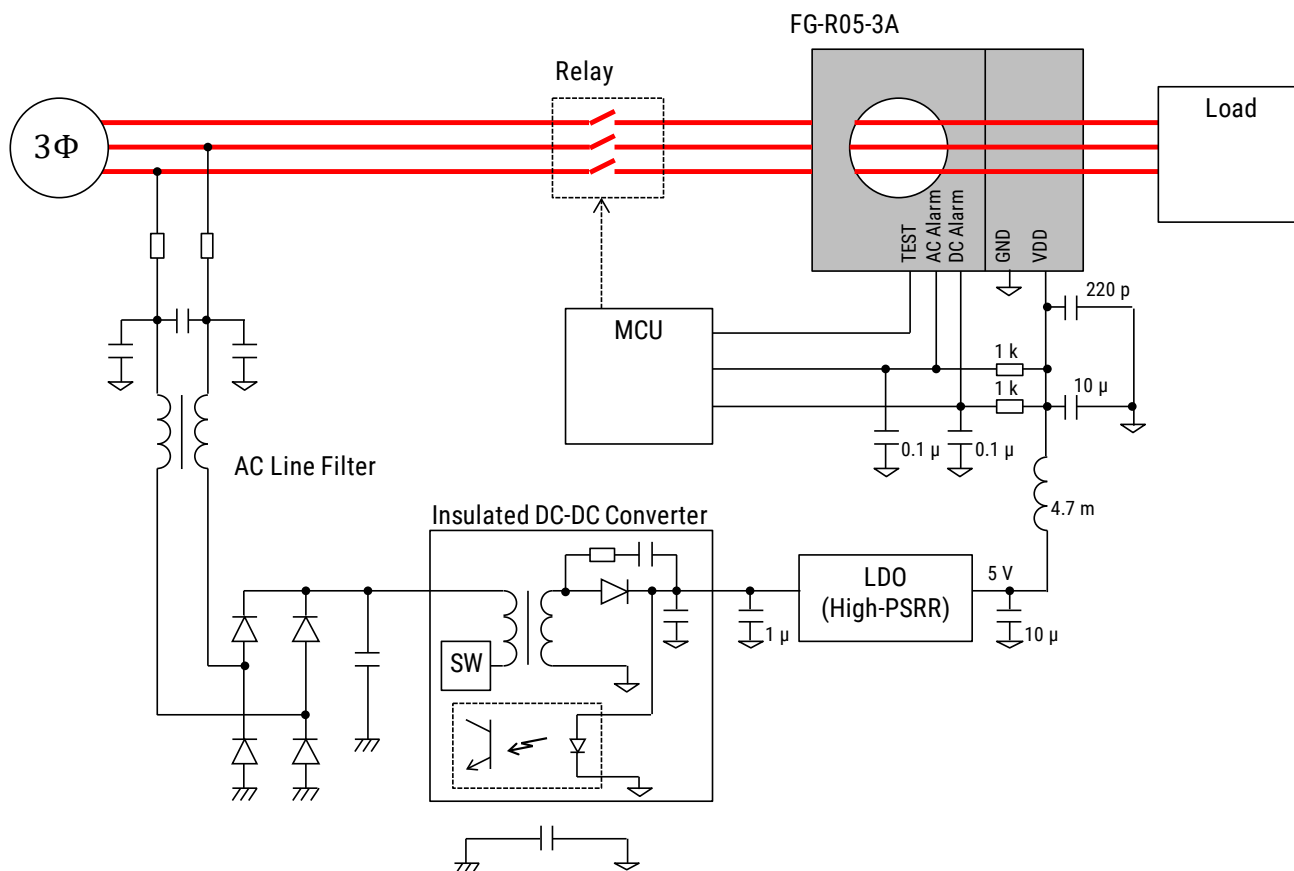 FG-R05-3A
Relay
Load
3Φ
TEST
AC Alarm
DC Alarm
GND
VDD
220 p
MCU
1 k
1 k
10 µ
0.1 µ
0.1 µ
AC Line Filter
4.7 m
Insulated DC-DC Converter
LDO
(High-PSRR)
5 V
1 µ
10 µ
SW